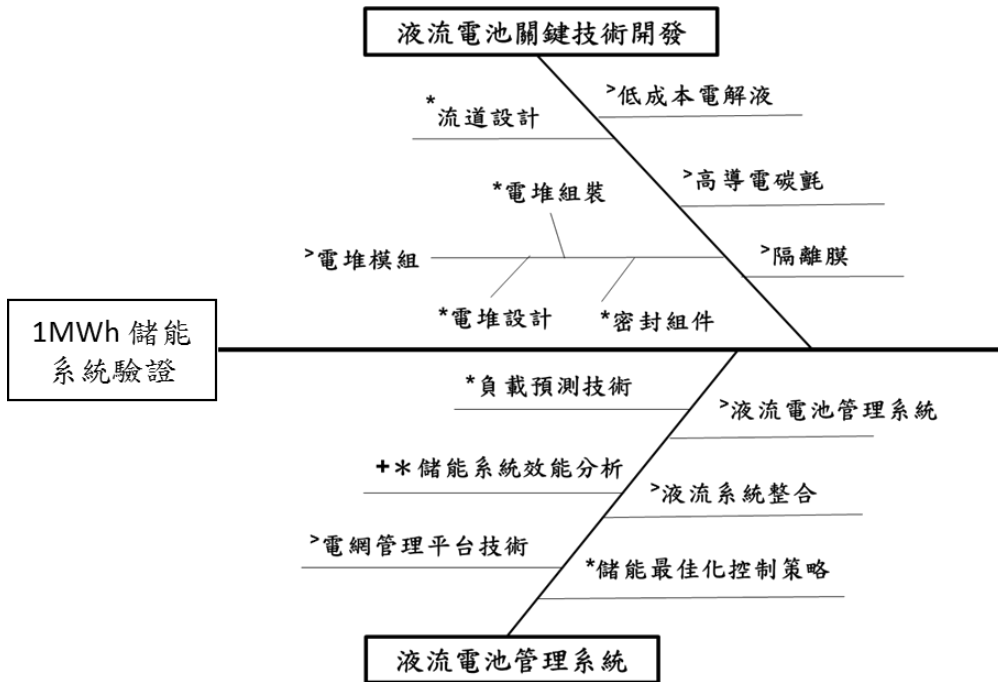 液流電池關鍵技術開發
*流道設計
>低成本電解液
*電堆組裝
>高導電碳氈
>電堆模組
>隔離膜
*電堆設計
*密封組件
1MWh 儲能
系統驗證
*負載預測技術
>液流電池管理系統
+*儲能系統效能分析
>液流系統整合
>電網管理平台技術
*儲能最佳化控制策略
液流電池管理系統